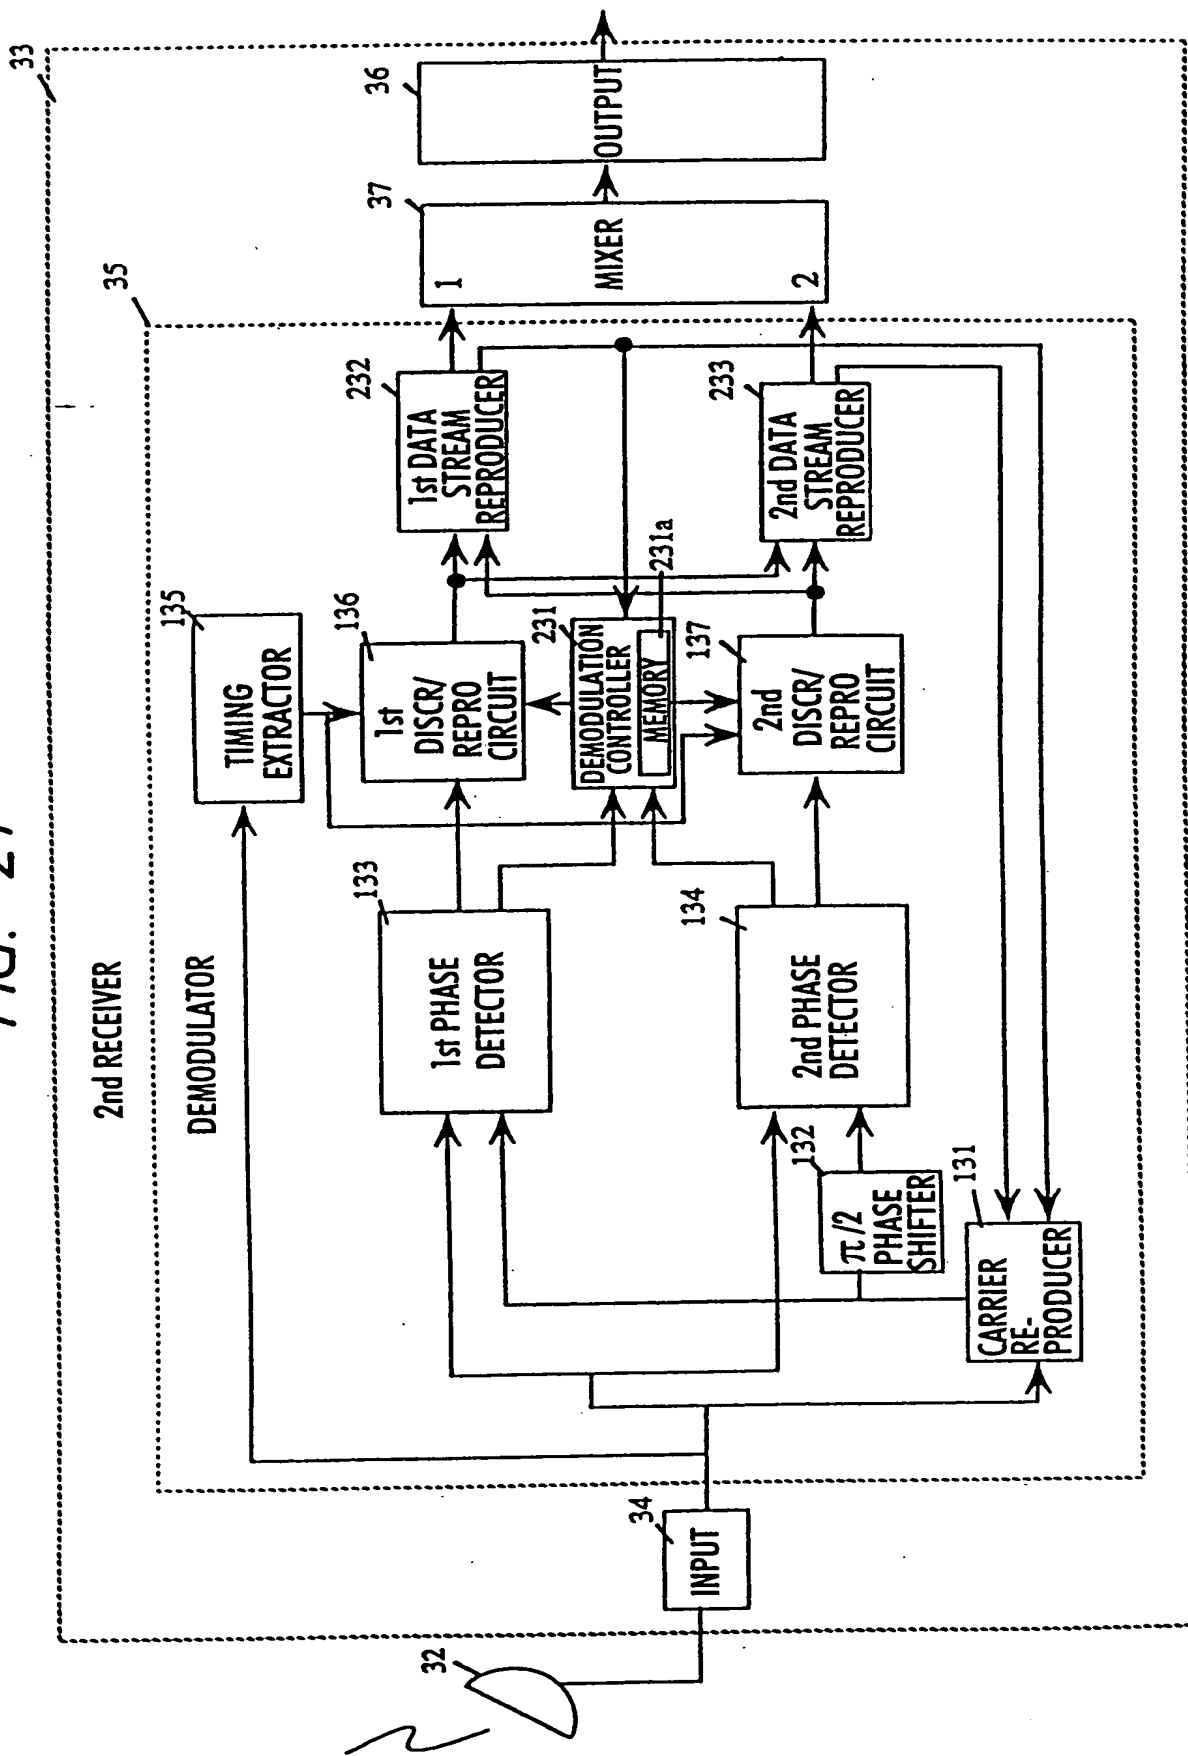 FIG. 21
33
2nd RECEIVER
35
DEMODULATOR
135
TIMING
EXTRACTOR
32
34
INPUT
133
1st PHASE
DETECTOR
136
1st
DISCR/
REPRO
CIRCUIT
232
1st DATA
STREAM
REPRODUCER
37
1
MIXER
2
36
OUTPUT
231
DEMODULATION
CONTROLLER
MEMORY
231a
134
2nd PHASE
DETECTOR
137
2nd
DISCR/
REPRO
CIRCUIT
233
2nd DATA
STREAM
REPRODUCER
132
π/2
PHASE
SHIFTER
131
CARRIER
RE-
PRODUCER